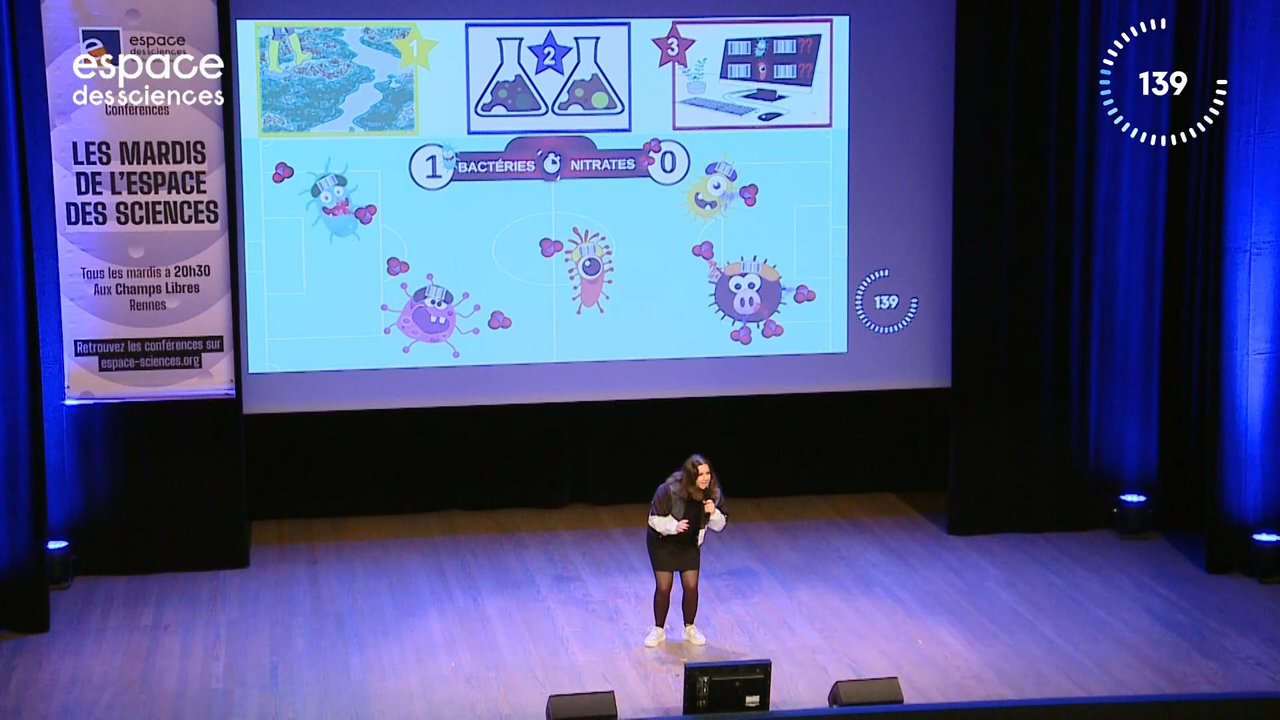 espace
des sciences
espace
des sciences
Conférences
LES MARDIS
DE L'ESPACE
DES SCIENCES
Tous les mardis à 20h30
Aux Champs Libres
Rennes
Retrouvez les conférences sur
espace-sciences.org
1
2
3
??
??
1 BACTÉRIES NITRATES 0
139
139